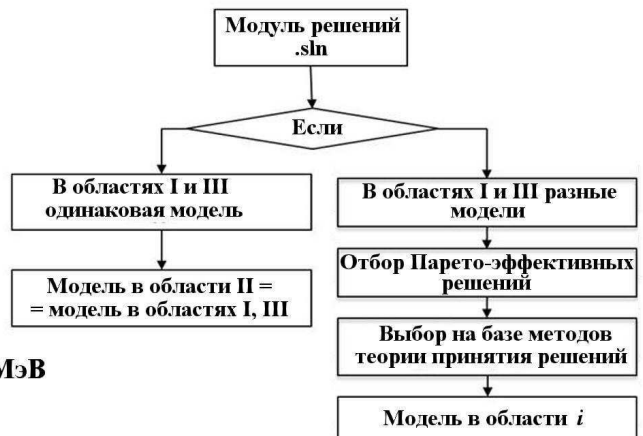 Модуль решений
.sln
Если
В областях I и III
одинаковая модель
Модель в области II =
= модель в областях I, III
В областях I и III разные
модели
Отбор Парето-эффективных
решений
Выбор на базе методов
теории принятия решений
Модель в области i
МэВ